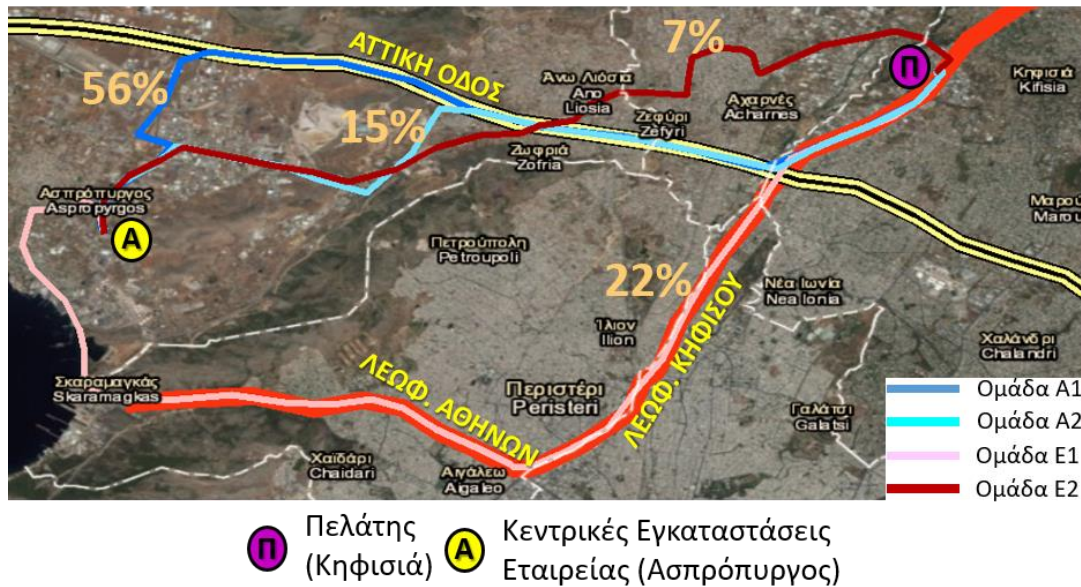 7%
ΑΤΤΙΚΗ ΟΔΟΣ
56%
Άνω Λιόσια
Ano
Liosia
Π
Κηφισιά
Kifisia
Αχαρνές
Acharnes
15%
Ζεφύρι
Zefyri
Ζωφριά
Zofria
Ασπρόπυργος
Aspropyrgos
Α
Μαρού
Marou
Πετρούπολη
Petroupoli
22%
Νέα Ιωνία
Nea Ionia
Ίλιον
Ilion
ΛΕΩΦ. ΚΗΦΙΣΟΥ
Χαλάνδρι
Chalandri
Σκαραμαγκάς
Skaramagkas
ΛΕΩΦ. ΑΘΗΝΩΝ
Περιστέρι
Peristeri
Γαλάτσι
Galatsi
Χαϊδάρι
Chaidari
Αιγάλεω
Aigaleo
Ομάδα Α1
Ομάδα Α2
Ομάδα Ε1
Ομάδα Ε2
Π Πελάτης
(Κηφισιά)
Α Κεντρικές Εγκαταστάσεις
Εταιρείας (Ασπρόπυργος)